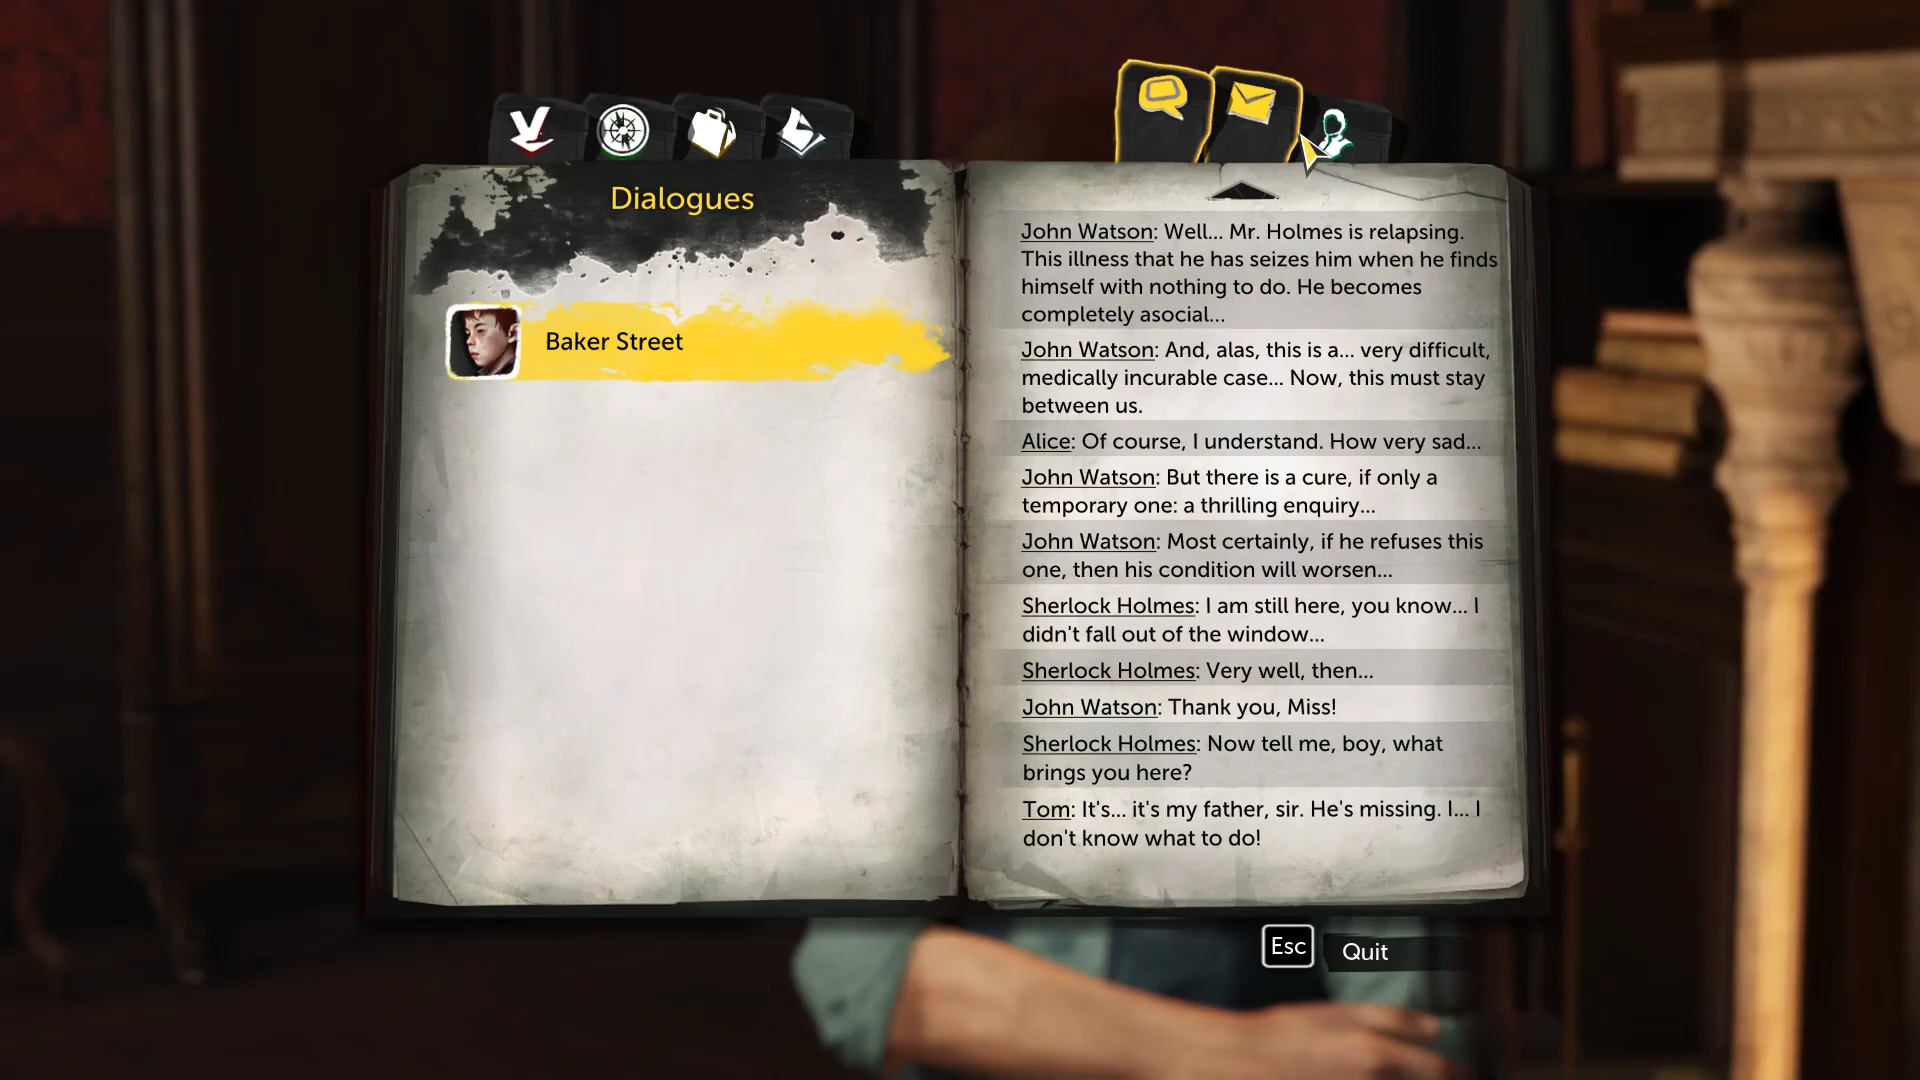 Dialogues
Baker Street
John Watson: Well... Mr. Holmes is relapsing.
This illness that he has seizes him when he finds
himself with nothing to do. He becomes
completely asocial...
John Watson: And, alas, this is a... very difficult,
medically incurable case... Now, this must stay
between us.
Alice: Of course, I understand. How very sad...
John Watson: But there is a cure, if only a
temporary one: a thrilling enquiry...
John Watson: Most certainly, if he refuses this
one, then his condition will worsen...
Sherlock Holmes: I am still here, you know... I
didn't fall out of the window...
Sherlock Holmes: Very well, then...
John Watson: Thank you, Miss!
Sherlock Holmes: Now tell me, boy, what
brings you here?
Tom: It's... it's my father, sir. He's missing. I... I
don't know what to do!
Esc Quit